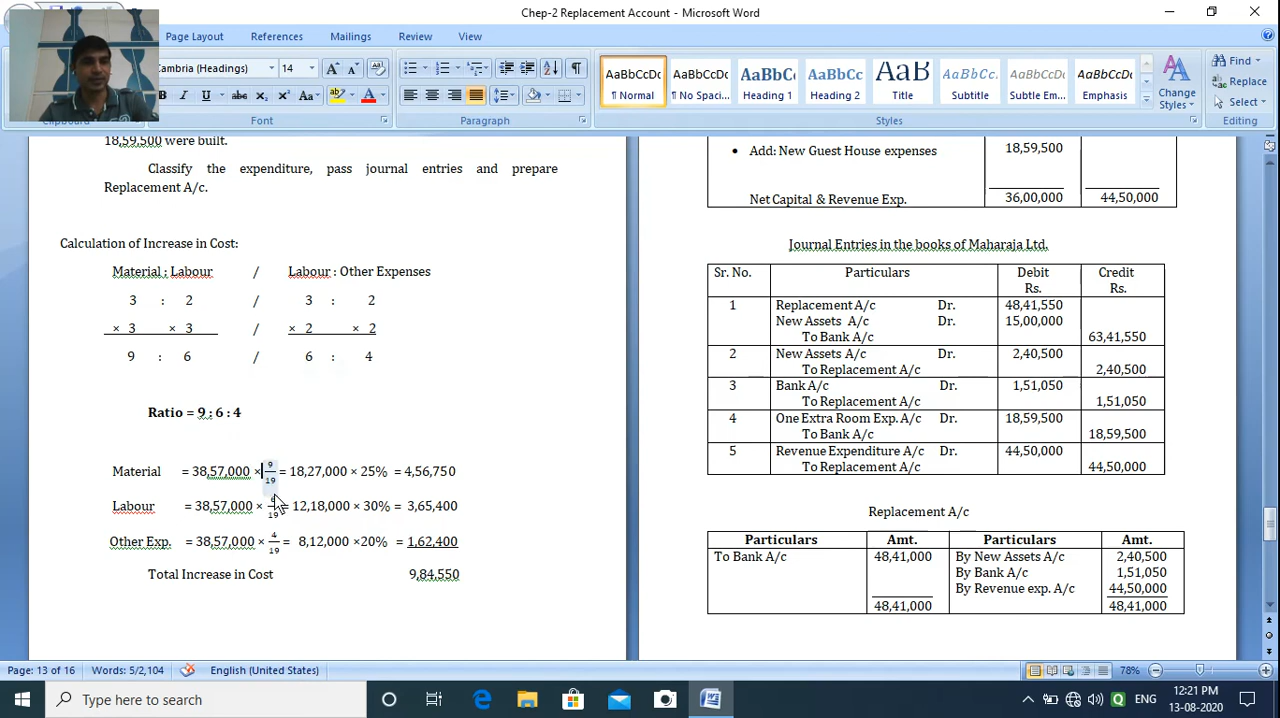 Chep-2 Replacement Account - Microsoft Word
Page Layout References Mailings Review View
Cambria (Headings) 14
Font
Paragraph
AaBbCcDc AaBbCcDc AaBbC AaBbCc AaB AaBbCc. AaBbCcDc AaBbCcDc
¶ Normal ¶ No Spaci... Heading 1 Heading 2 Title Subtitle Subtle Em... Emphasis
Change Styles
Styles
Find
Replace
Select
Editing
18,59,500 were built.
Classify the expenditure, pass journal entries and prepare
Replacement A/c.
Calculation of Increase in Cost:
Material : Labour / Labour : Other Expenses
3 : 2 / 3 : 2
× 3 × 3 / × 2 × 2
9 : 6 / 6 : 4
Ratio = 9 : 6 : 4
Material = 38,57,000 × 9/19 = 18,27,000 × 25% = 4,56,750
Labour = 38,57,000 × /19 = 12,18,000 × 30% = 3,65,400
Other Exp. = 38,57,000 × 4/19 = 8,12,000 ×20% = 1,62,400
Total Increase in Cost 9,84,550
• Add: New Guest House expenses 18,59,500
Net Capital & Revenue Exp. 36,00,000 44,50,000
Journal Entries in the books of Maharaja Ltd.
Sr. No. Particulars Debit Rs. Credit Rs.
1 Replacement A/c Dr. 48,41,550
New Assets A/c Dr. 15,00,000
To Bank A/c 63,41,550
2 New Assets A/c Dr. 2,40,500
To Replacement A/c 2,40,500
3 Bank A/c Dr. 1,51,050
To Replacement A/c 1,51,050
4 One Extra Room Exp. A/c Dr. 18,59,500
To Bank A/c 18,59,500
5 Revenue Expenditure A/c Dr. 44,50,000
To Replacement A/c 44,50,000
Replacement A/c
Particulars Amt. Particulars Amt.
To Bank A/c 48,41,000 By New Assets A/c 2,40,500
By Bank A/c 1,51,050
By Revenue exp. A/c 44,50,000
48,41,000 48,41,000
Page: 13 of 16 Words: 5/2,104 English (United States) 78%
Type here to search
ENG
12:21 PM
13-08-2020